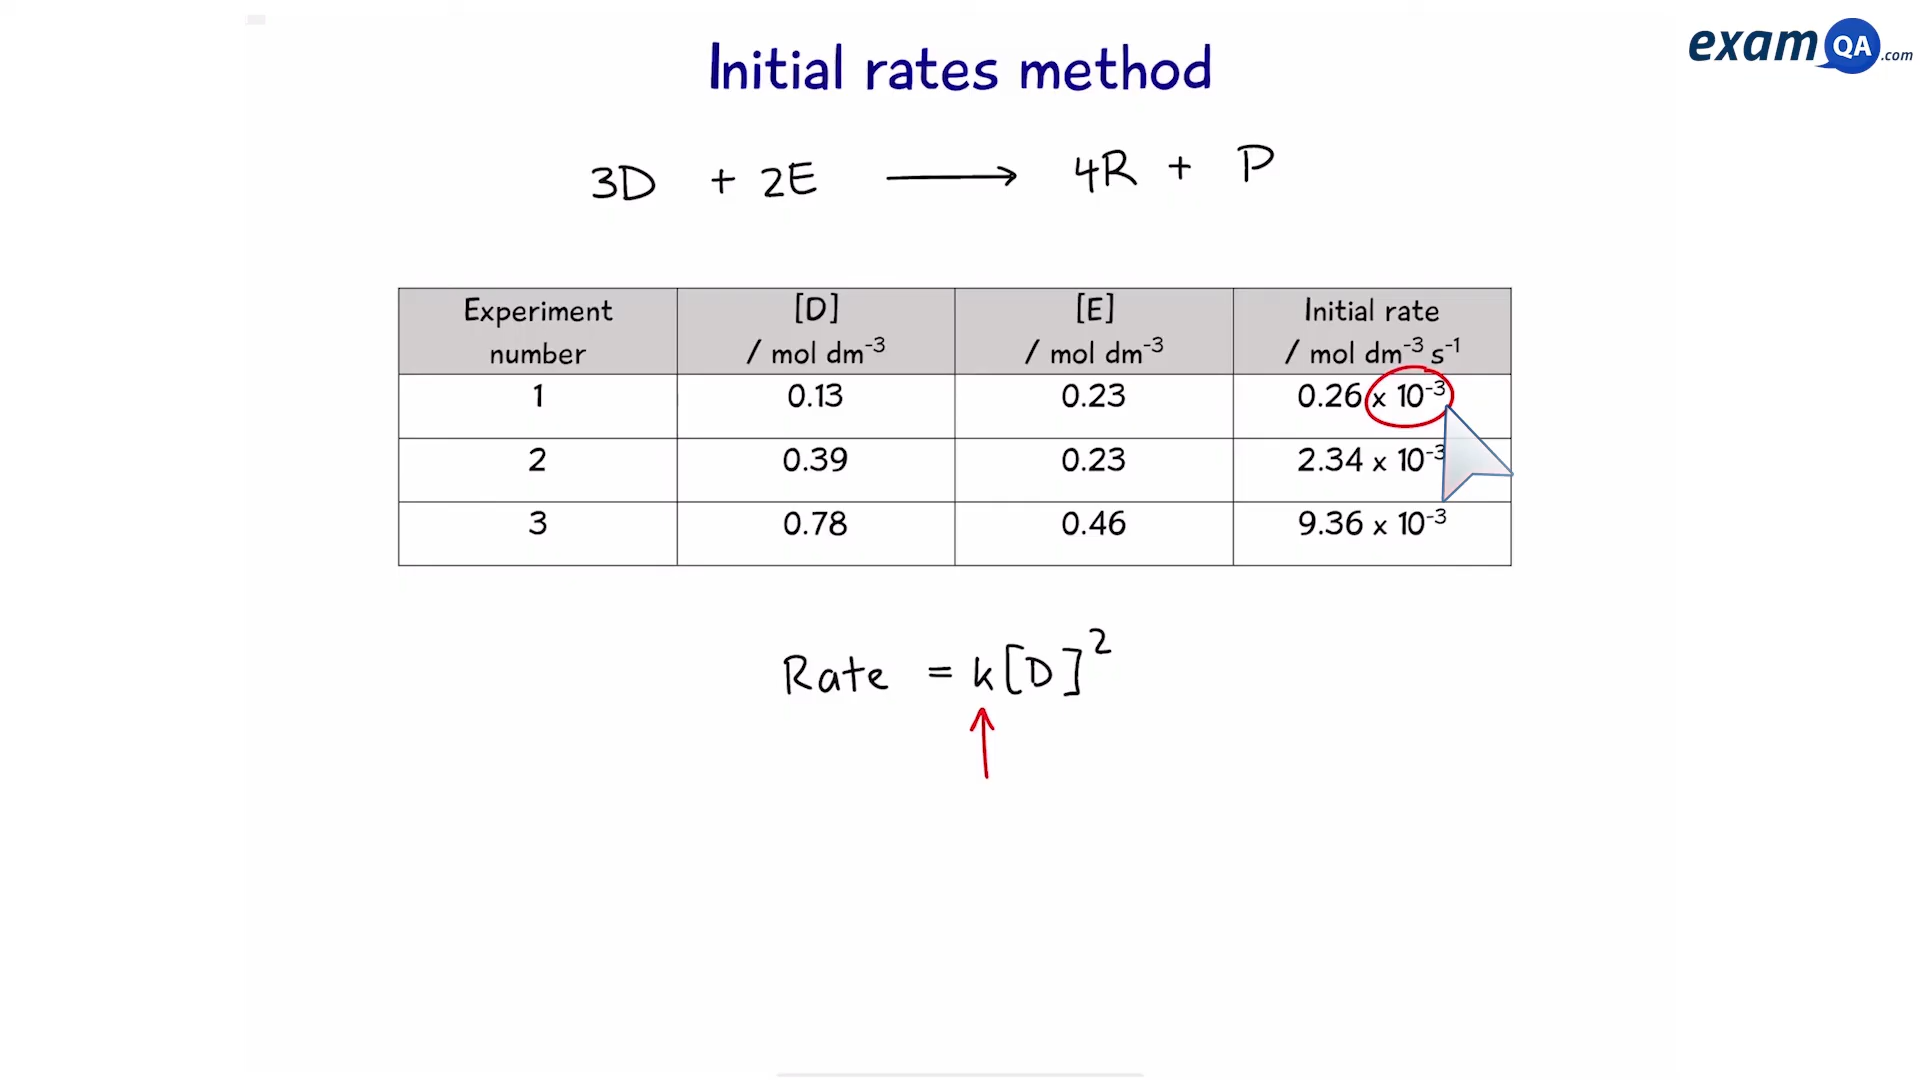 examQA.com
Initial rates method
3D + 2E ⟶ 4R + P
Experiment number [D] / mol dm⁻³ [E] / mol dm⁻³ Initial rate / mol dm⁻³ s⁻¹
1 0.13 0.23 0.26 x 10⁻³
2 0.39 0.23 2.34 x 10⁻³
3 0.78 0.46 9.36 x 10⁻³
Rate = k[D]²